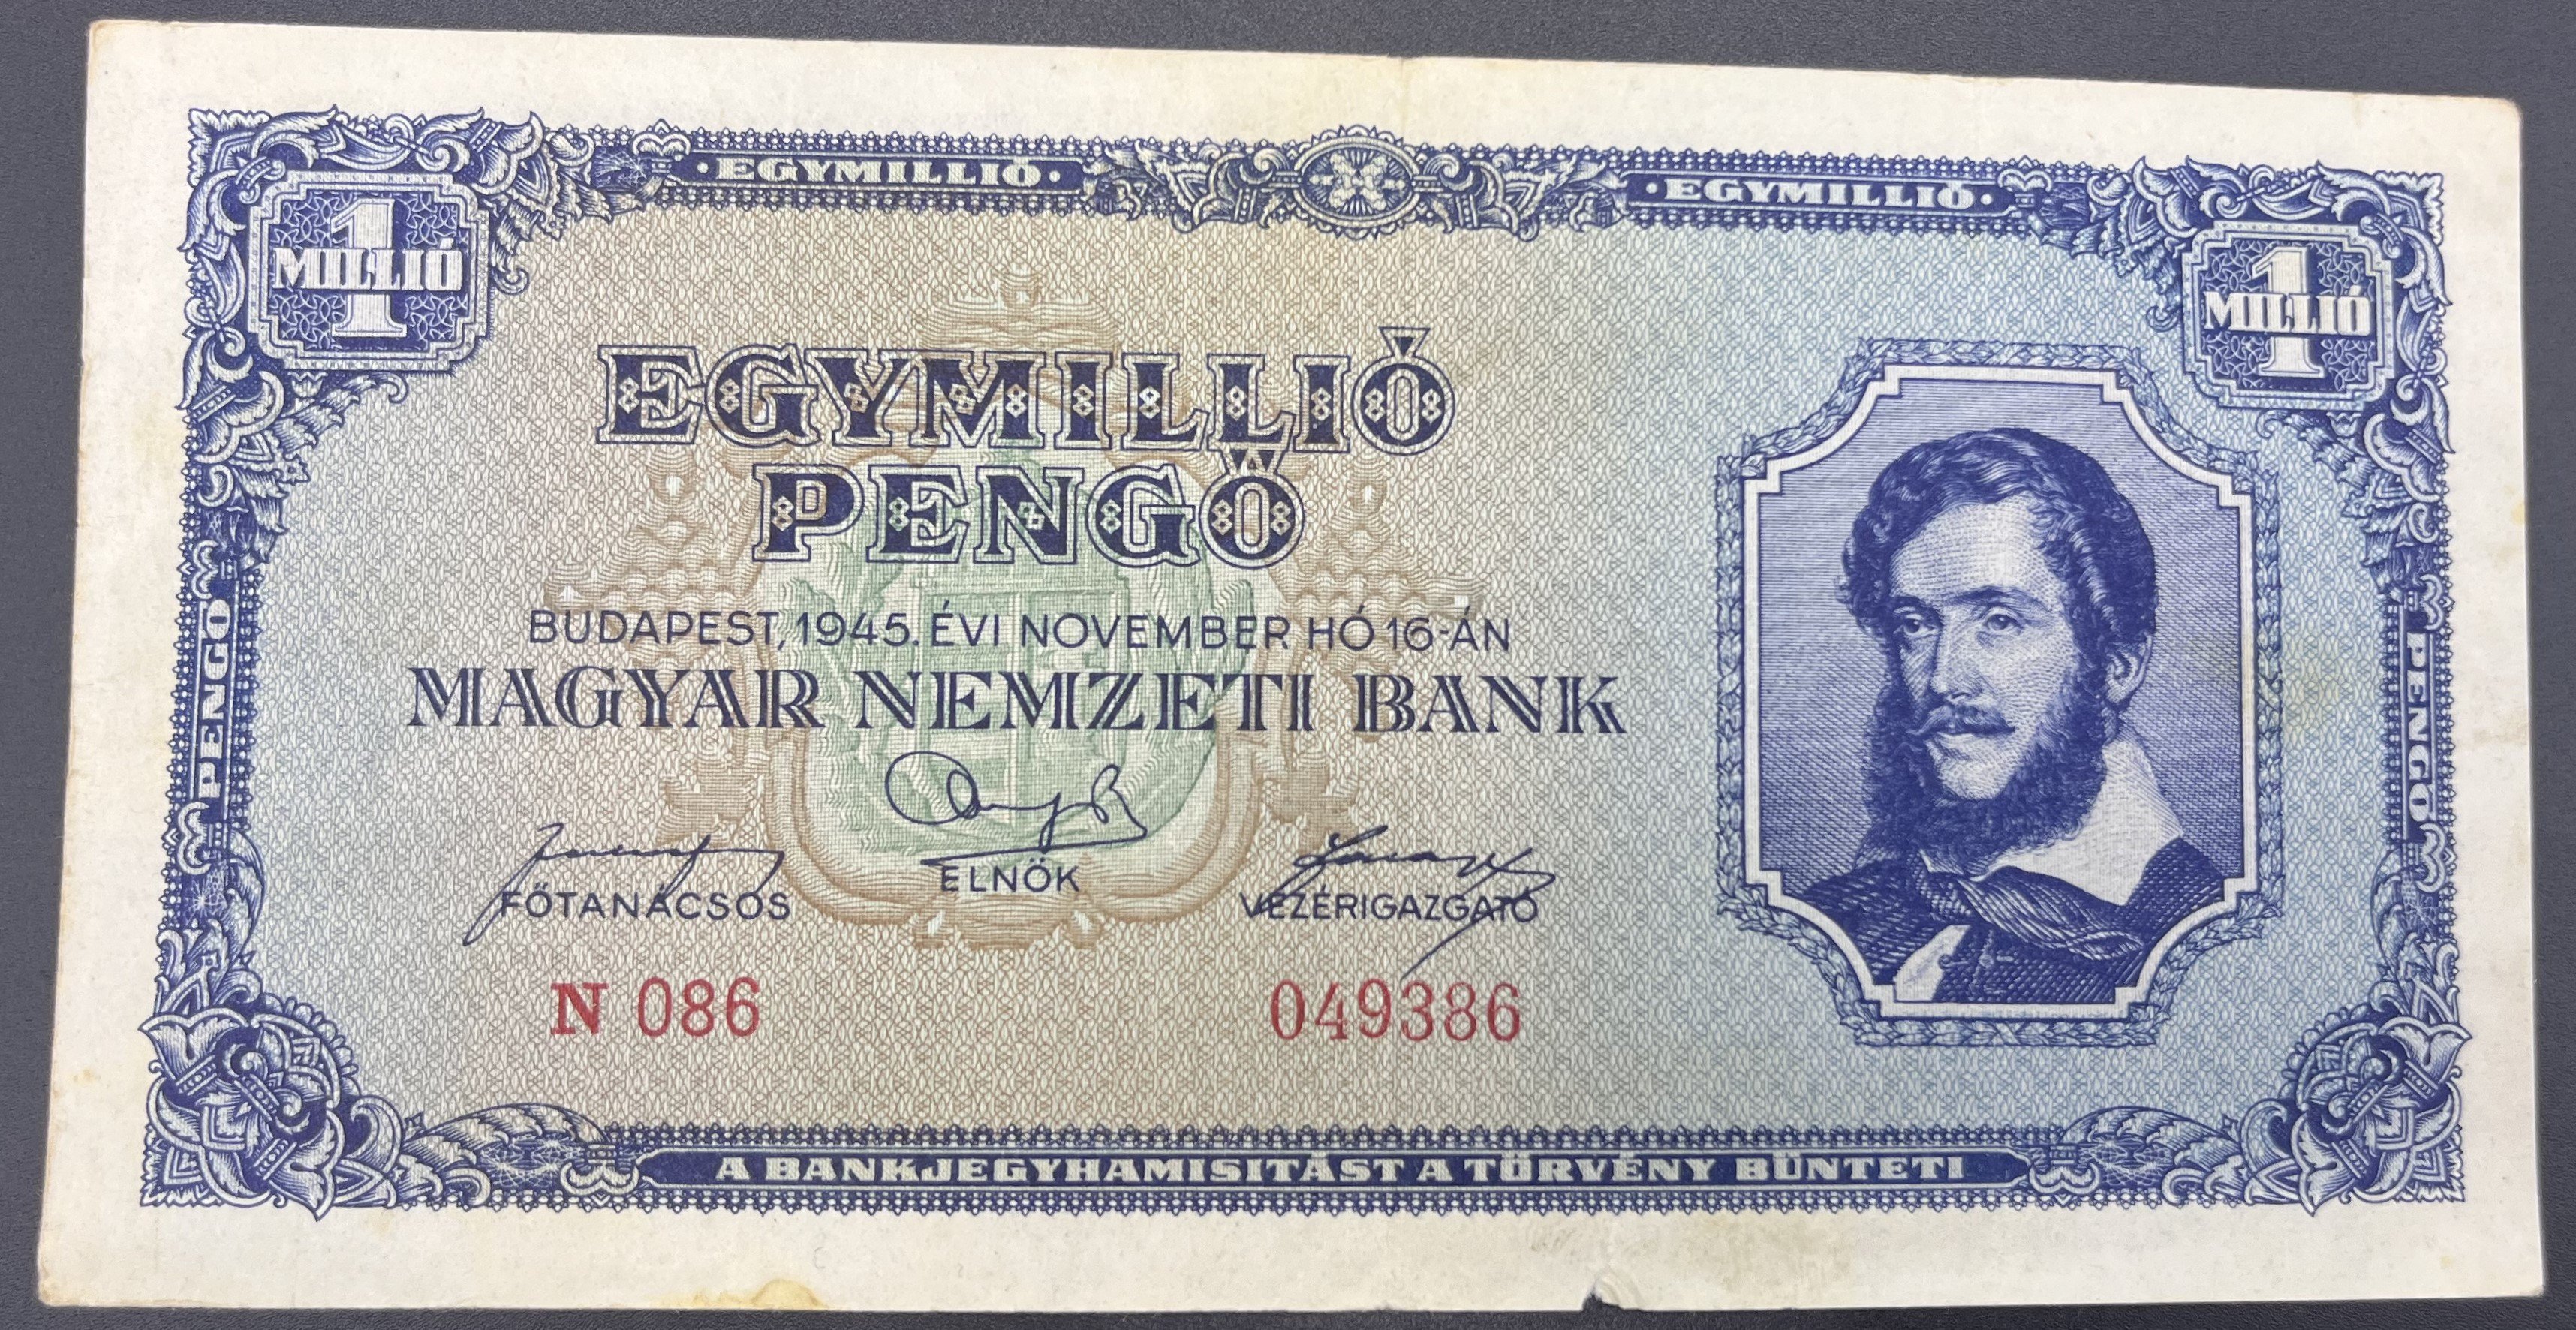 ·EGYMILLIÓ·
·EGYMILLIÓ·
1 MILLIÓ
1 MILLIÓ
EGYMILLIÓ
PENGŐ
BUDAPEST, 1945. ÉVI NOVEMBER HÓ 16-ÁN
MAGYAR NEMZETI BANK
FŐTANÁCSOS
ELNÖK
VEZÉRIGAZGATÓ
PENGŐ
PENGŐ
N 086
049386
A BANKJEGYHAMISITÁST A TÖRVÉNY BÜNTETI